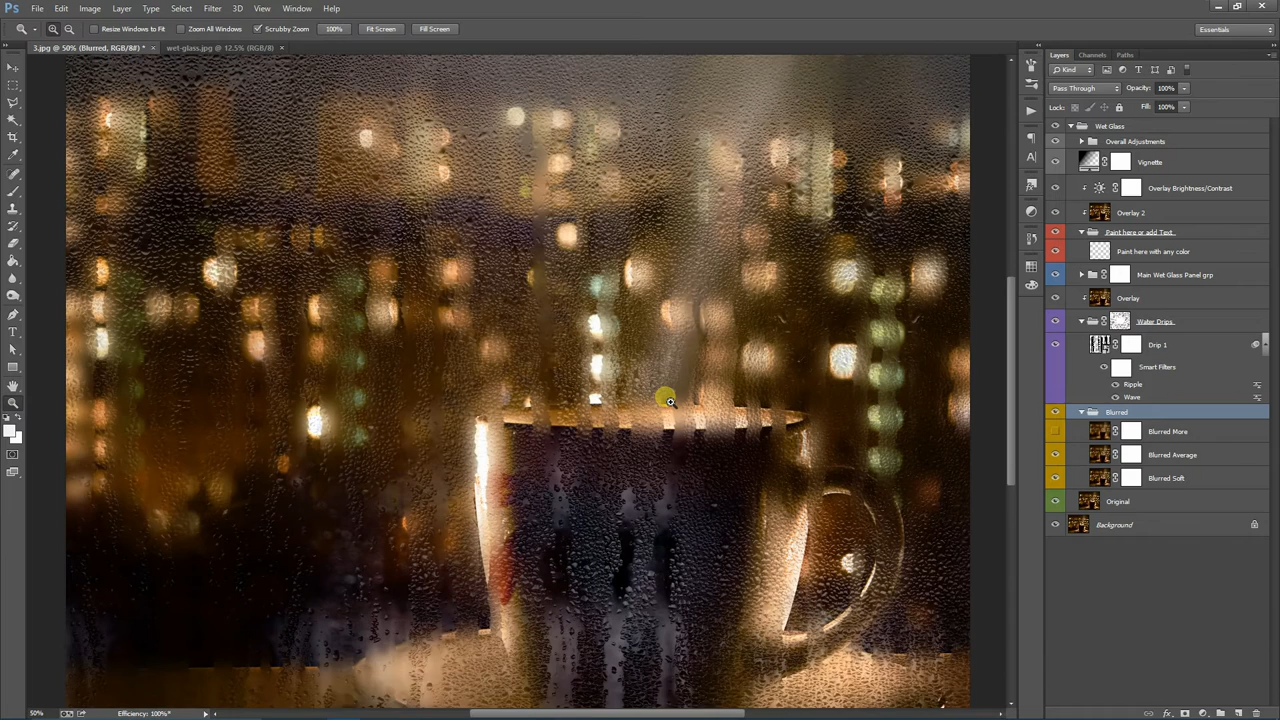 Ps File Edit Image Layer Type Select Filter 3D View Window Help
Resize Windows to Fit Zoom All Windows Scrubby Zoom 100% Fit Screen Fill Screen Essentials
3.jpg @ 50% (Blurred, RGB/8#) * × wet-glass.jpg @ 12.5% (RGB/8) ×
Layers Channels Paths
Kind
Pass Through Opacity: 100%
Lock: Fill: 100%
Wet Glass
Overall Adjustments
Vignette
Overlay Brightness/Contrast
Overlay 2
Paint here or add Text
Paint here with any color
Main Wet Glass Panel grp
Overlay
Water Drips
Drip 1
Smart Filters
Ripple
Wave
Blurred
Blurred More
Blurred Average
Blurred Soft
Original
Background
50% Efficiency: 100%*